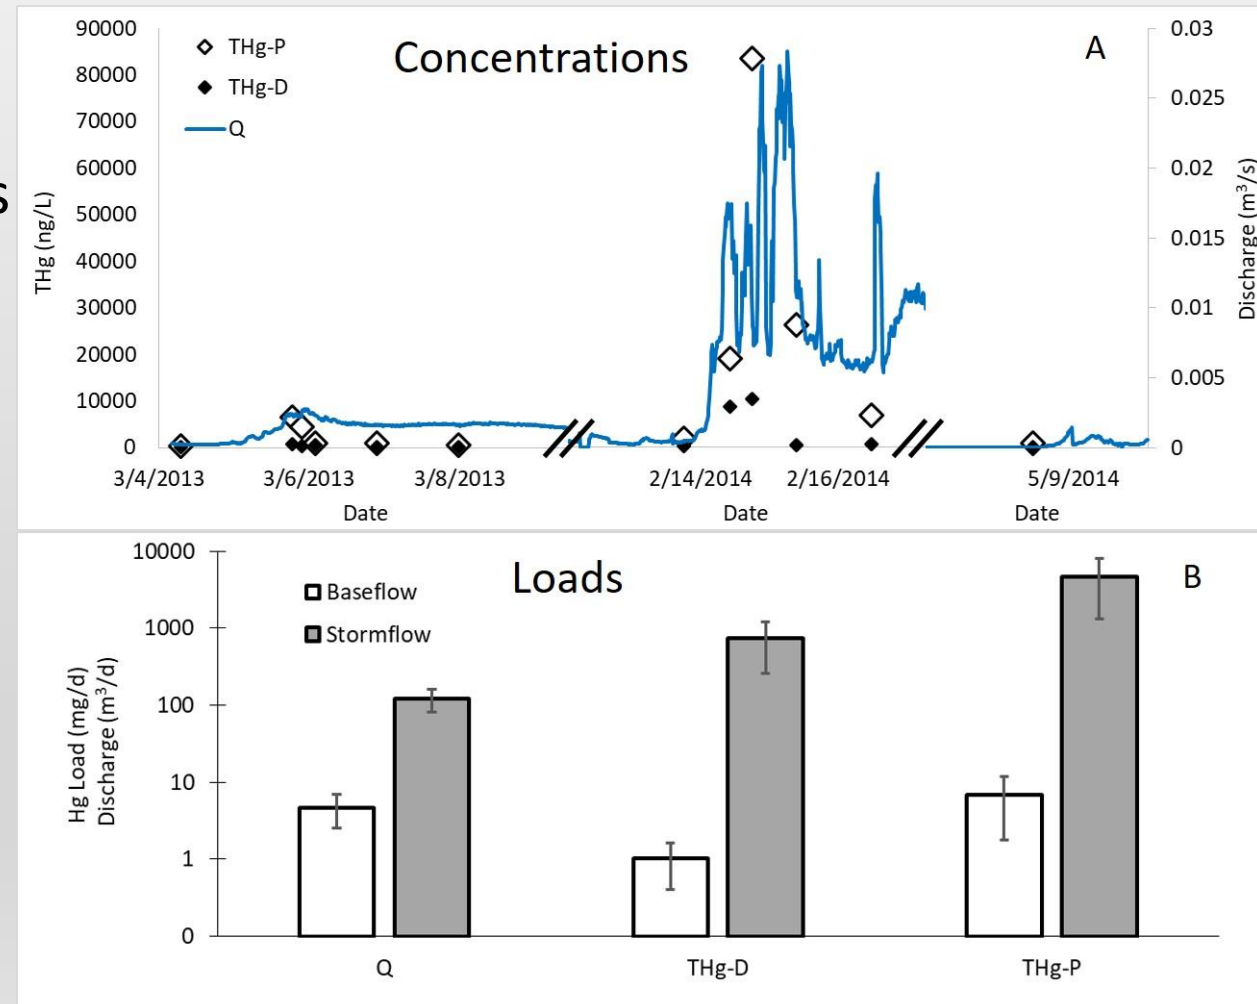 s
Concentrations
A
THg-P
THg-D
Q
90000
80000
70000
60000
50000
40000
30000
20000
10000
0
THg (ng/L)
0.03
0.025
0.02
0.015
0.01
0.005
0
Discharge (m³/s)
3/4/2013 3/6/2013 3/8/2013 2/14/2014 2/16/2014 5/9/2014
Date Date Date
Loads
B
Baseflow
Stormflow
10000
1000
100
10
1
0
Hg Load (mg/d)
Discharge (m³/d)
Q THg-D THg-P